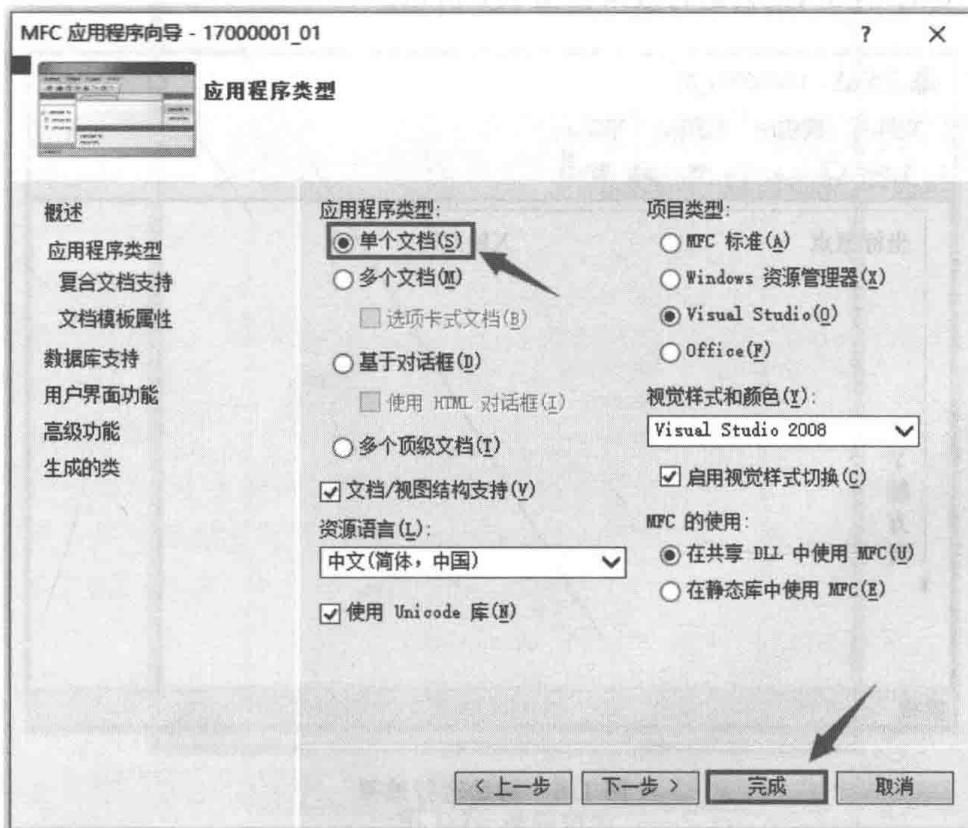 MFC 应用程序向导 - 17000001_01
? ×
应用程序类型
概述
应用程序类型
复合文档支持
文档模板属性
数据库支持
用户界面功能
高级功能
生成的类
应用程序类型:
单个文档(S)
多个文档(M)
选项卡式文档(B)
基于对话框(D)
使用 HTML 对话框(I)
多个顶级文档(T)
文档/视图结构支持(V)
资源语言(L):
中文(简体,中国)
使用 Unicode 库(N)
项目类型:
MFC 标准(A)
Windows 资源管理器(X)
Visual Studio(O)
Office(F)
视觉样式和颜色(Y):
Visual Studio 2008
启用视觉样式切换(C)
MFC 的使用:
在共享 DLL 中使用 MFC(U)
在静态库中使用 MFC(E)
< 上一步
下一步 >
完成
取消